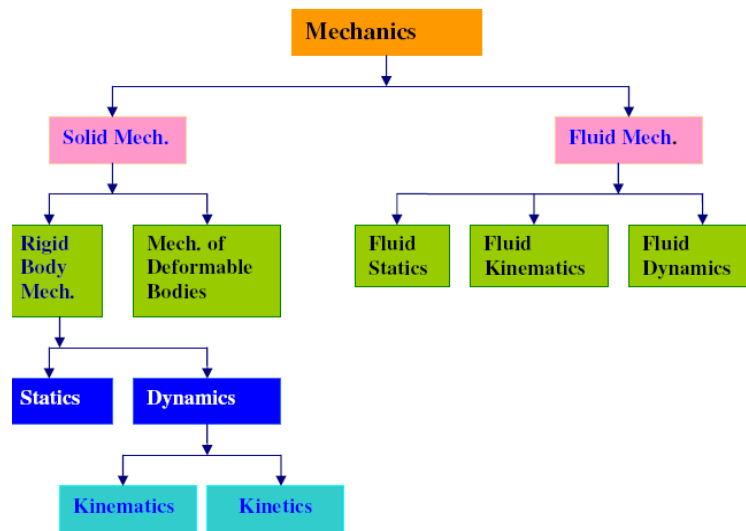 Mechanics
Solid Mech.
Fluid Mech.
Rigid
Body
Mech.
Mech. of
Deformable
Bodies
Fluid
Statics
Fluid
Kinematics
Fluid
Dynamics
Statics
Dynamics
Kinematics
Kinetics